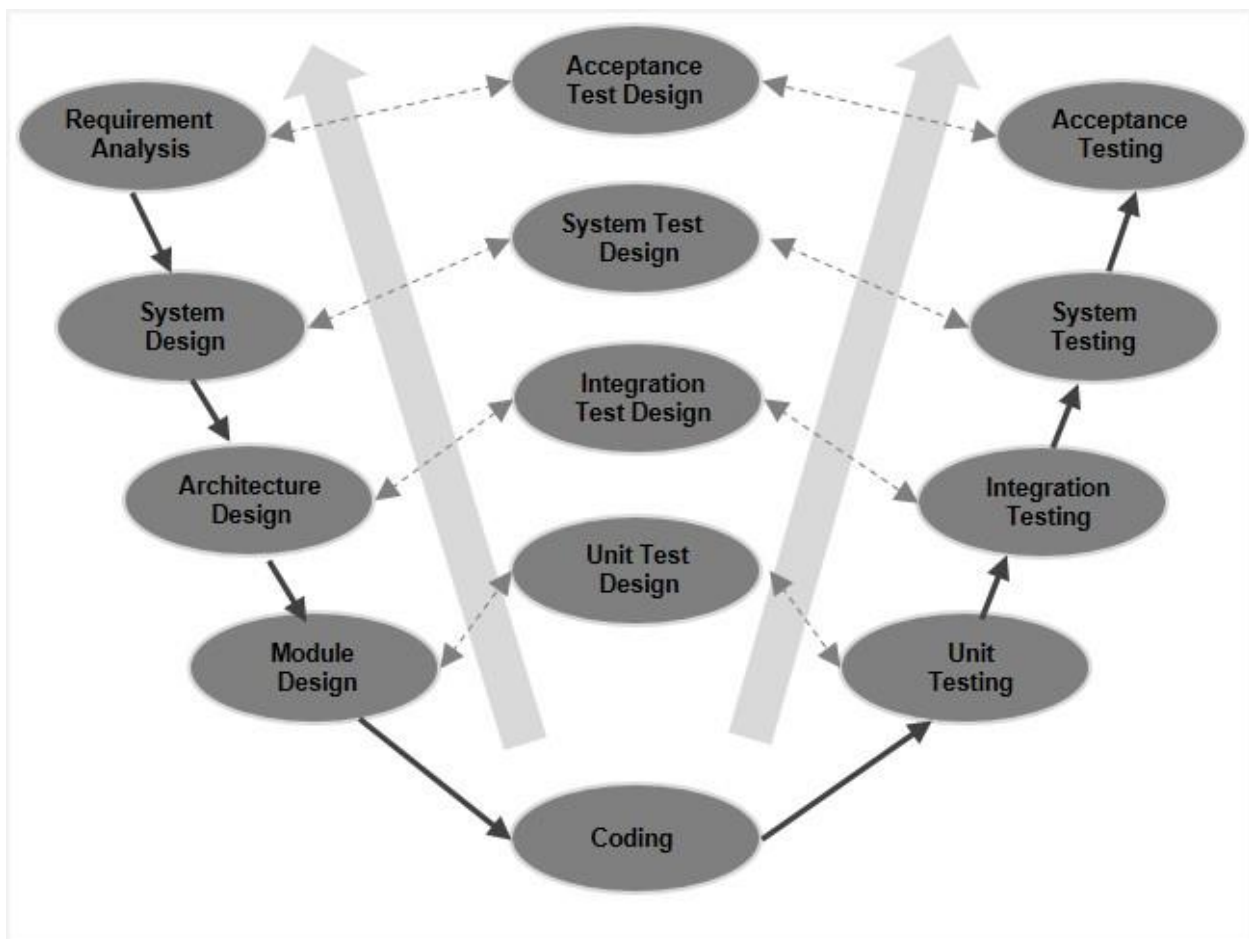 Acceptance
Test Design
Requirement
Analysis
Acceptance
Testing
System Test
Design
System
Design
System
Testing
Integration
Test Design
Architecture
Design
Integration
Testing
Unit Test
Design
Module
Design
Unit
Testing
Coding